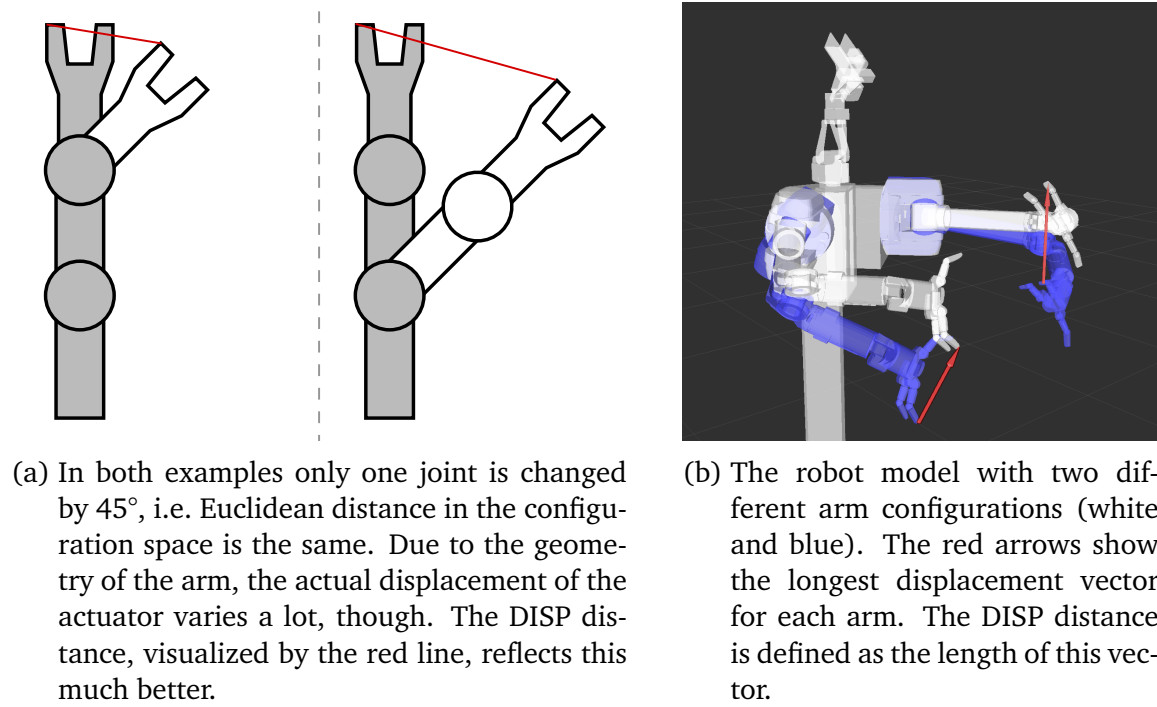 (a) In both examples only one joint is changed
by 45°, i.e. Euclidean distance in the configu-
ration space is the same. Due to the geome-
try of the arm, the actual displacement of the
actuator varies a lot, though. The DISP dis-
tance, visualized by the red line, reflects this
much better.
(b) The robot model with two dif-
ferent arm configurations (white
and blue). The red arrows show
the longest displacement vector
for each arm. The DISP distance
is defined as the length of this vec-
tor.